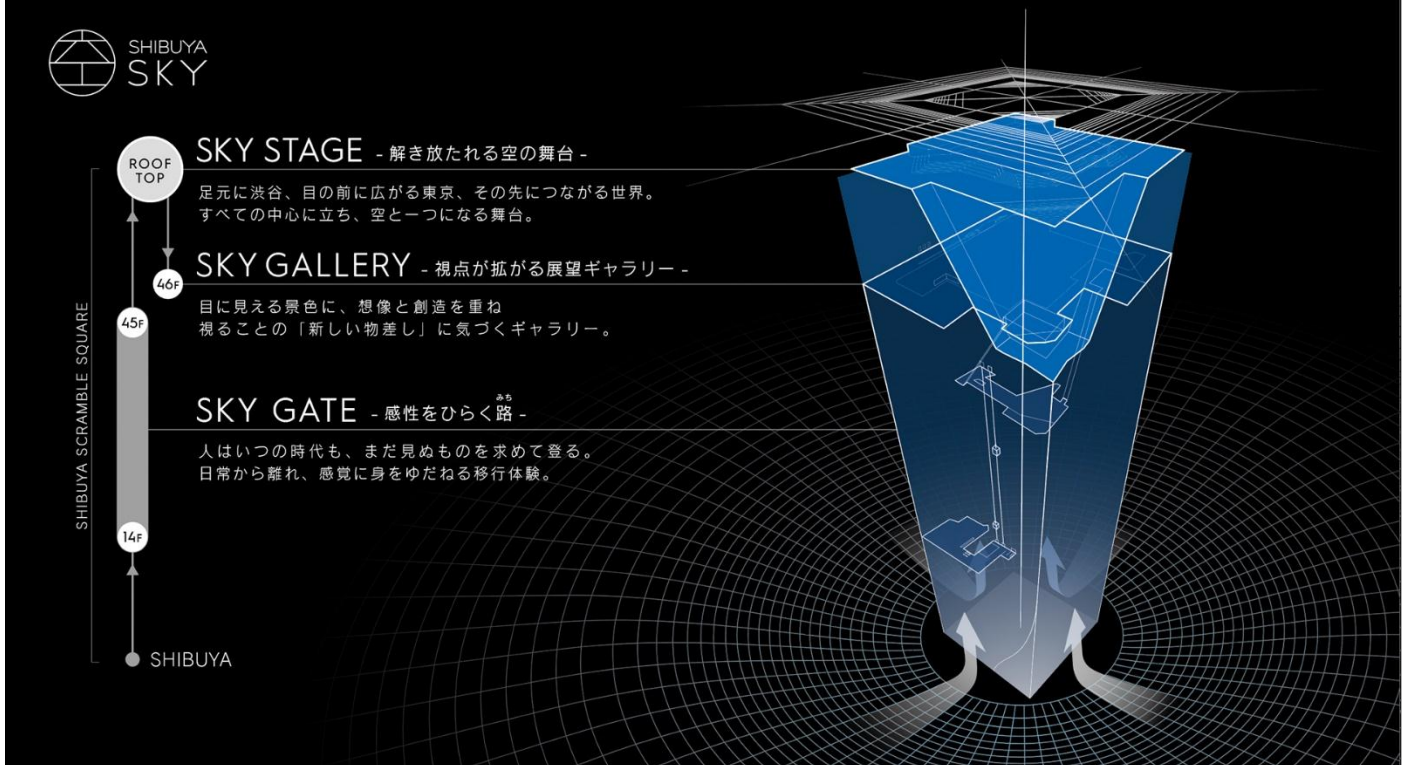 SHIBUYA
SKY
ROOF
TOP
SKY STAGE - 解き放たれる空の舞台 -
足元に渋谷、目の前に広がる東京、その先につながる世界。
すべての中心に立ち、空と一つになる舞台。
46F
SKY GALLERY - 視点が拡がる展望ギャラリー -
目に見える景色に、想像と創造を重ね
視ることの「新しい物差し」に気づくギャラリー。
45F
SHIBUYA SCRAMBLE SQUARE
みち
SKY GATE - 感性をひらく路 -
人はいつの時代も、まだ見ぬものを求めて登る。
日常から離れ、感覚に身をゆだねる移行体験。
14F
SHIBUYA